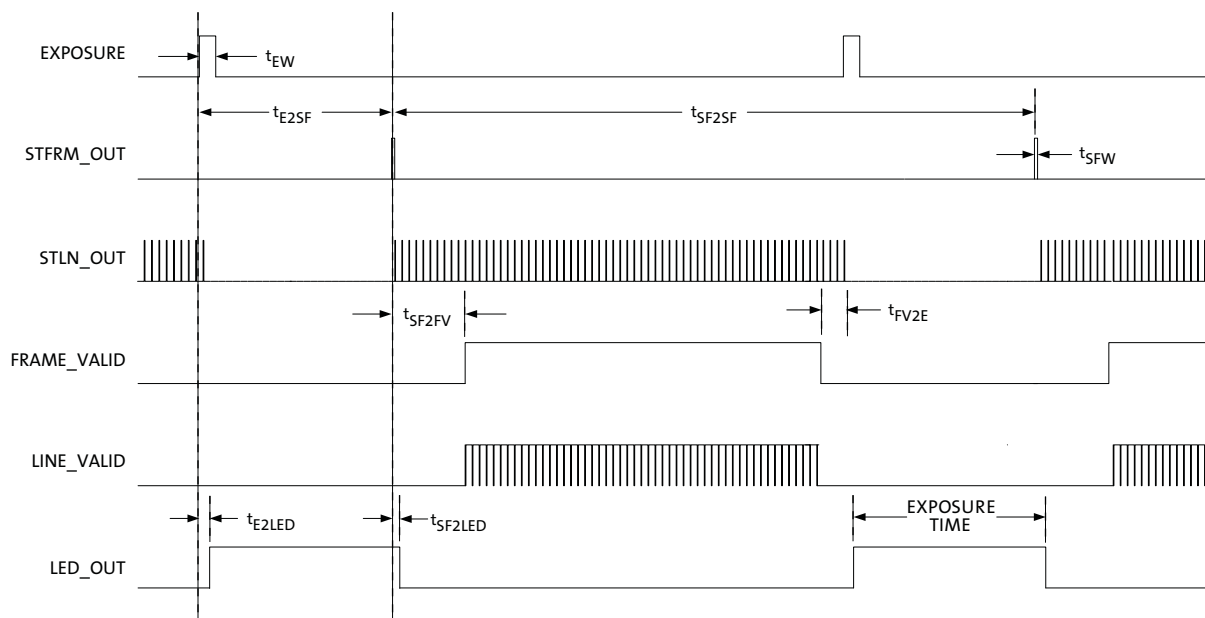 EXPOSURE
tEW
tE2SF
tSF2SF
STFRM_OUT
tSFW
STLN_OUT
tSF2FV
tFV2E
FRAME_VALID
LINE_VALID
tE2LED
tSF2LED
EXPOSURE
TIME
LED_OUT